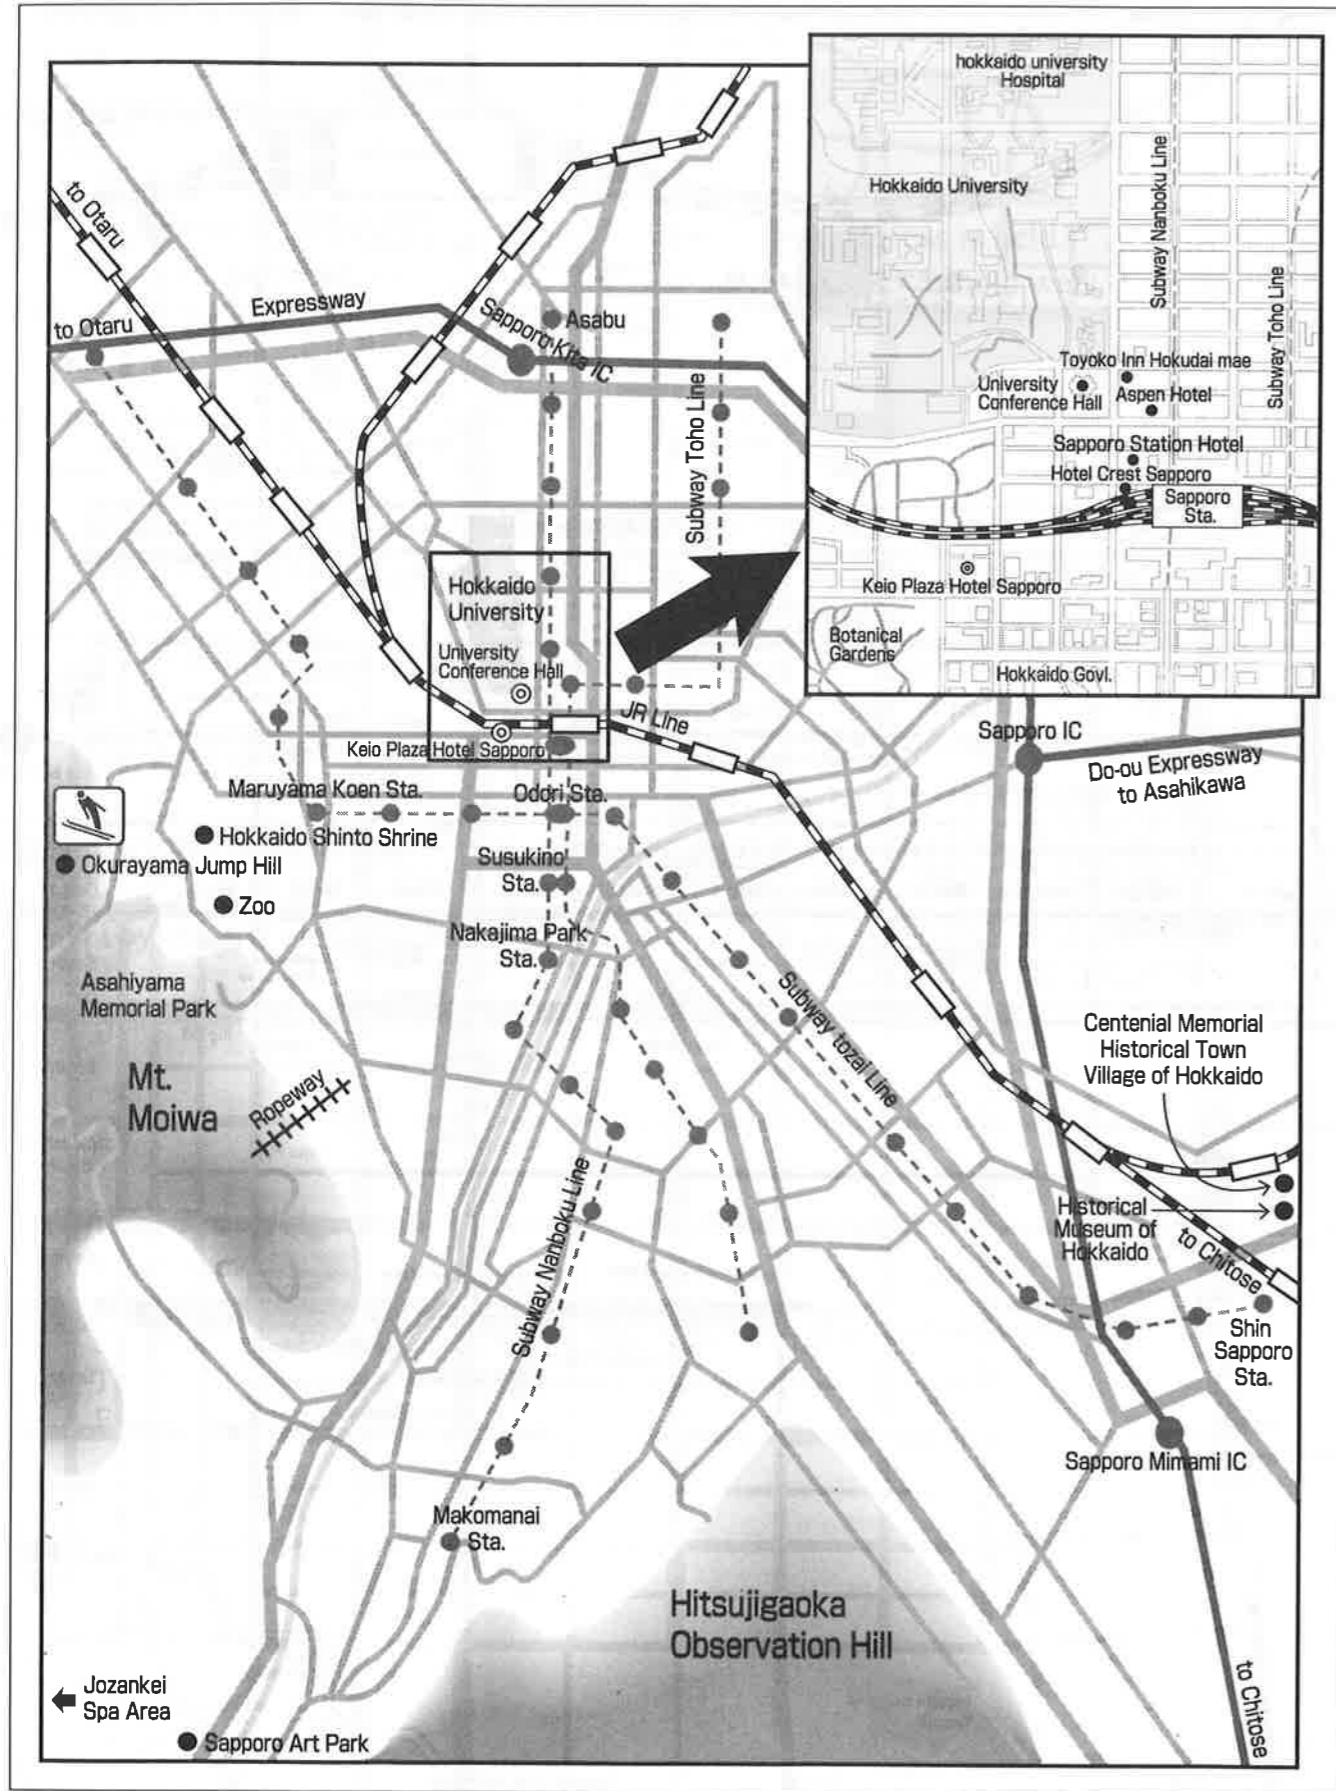 hokkaido university
Hospital
Hokkaido University
Subway Nanboku Line
Subway Toho Line
Toyoko Inn Hokudai mae
University
Conference Hall
Aspen Hotel
Sapporo Station Hotel
Hotel Crest Sapporo
Sapporo
Sta.
Keio Plaza Hotel Sapporo
Botanical
Gardens
Hokkaido Govl.
to Otaru
Expressway
to Otaru
Sapporo Kita IC
Asabu
Subway Toho Line
Hokkaido
University
University
Conference Hall
JR Line
Keio Plaza Hotel Sapporo
Sapporo IC
Do-ou Expressway
to Asahikawa
Maruyama Koen Sta.
Odori Sta.
Hokkaido Shinto Shrine
Okurayama Jump Hill
Susukino
Sta.
Zoo
Nakajima Park
Sta.
Asahiyama
Memorial Park
Subway tozai Line
Centenial Memorial
Historical Town
Village of Hokkaido
Mt.
Moiwa
Ropeway
Subway Nanboku Line
Historical
Museum of
Hokkaido
to Chitose
Shin
Sapporo
Sta.
Sapporo Mimami IC
Makomanai
Sta.
Hitsujigaoka
Observation Hill
to Chitose
Jozankei
Spa Area
Sapporo Art Park